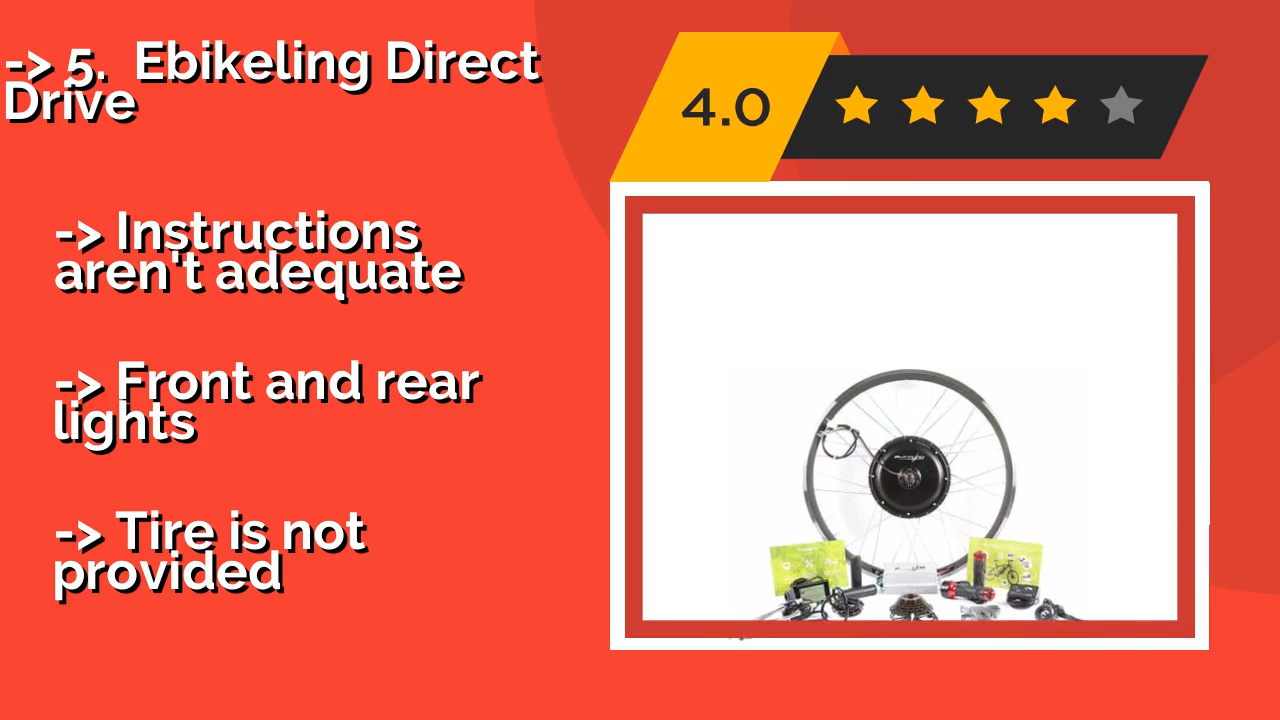 -> 5.  Ebikeling Direct
Drive
4.0
-> Instructions
aren't adequate
-> Front and rear
lights
-> Tire is not
provided